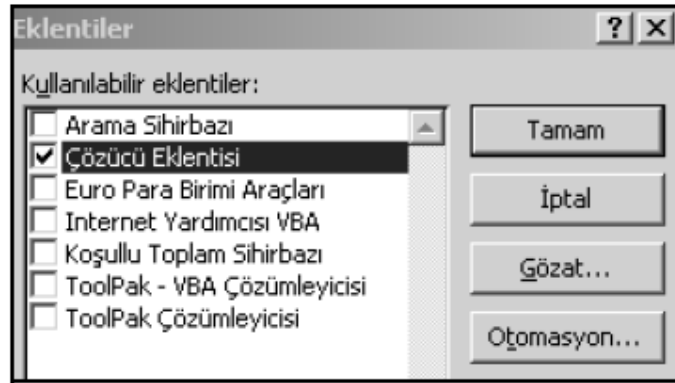 Eklentiler
Kullanılabilir eklentiler:
Arama Sihirbazı
Çözücü Eklentisi
Euro Para Birimi Araçları
Internet Yardımcısı VBA
Koşullu Toplam Sihirbazı
ToolPak - VBA Çözümleyicisi
ToolPak Çözümleyicisi
Tamam
İptal
Gözat...
Otomasyon...